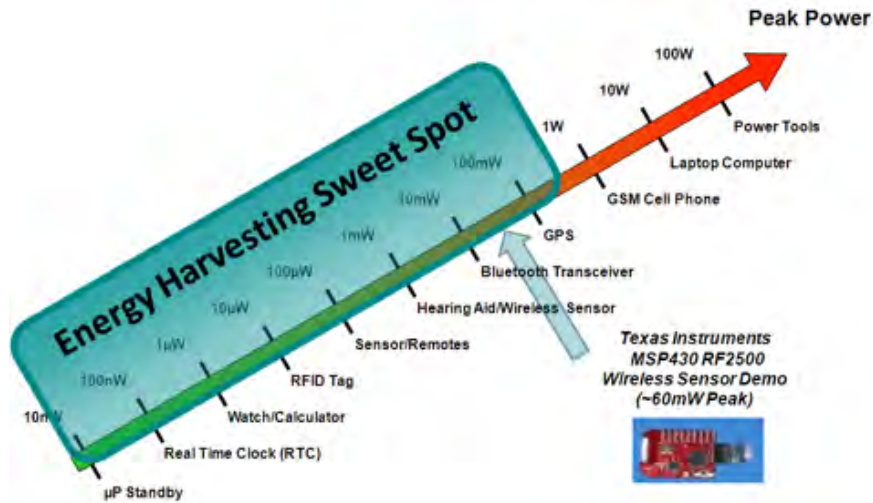 Peak Power
100W
10W
1W
100mW
10mW
1mW
100µW
10µW
1µW
100nW
10nW
Energy Harvesting Sweet Spot
Power Tools
Laptop Computer
GSM Cell Phone
GPS
Bluetooth Transceiver
Hearing Aid/Wireless Sensor
Sensor/Remotes
RFID Tag
Watch/Calculator
Real Time Clock (RTC)
µP Standby
Texas Instruments
MSP430 RF2500
Wireless Sensor Demo
(~60mW Peak)